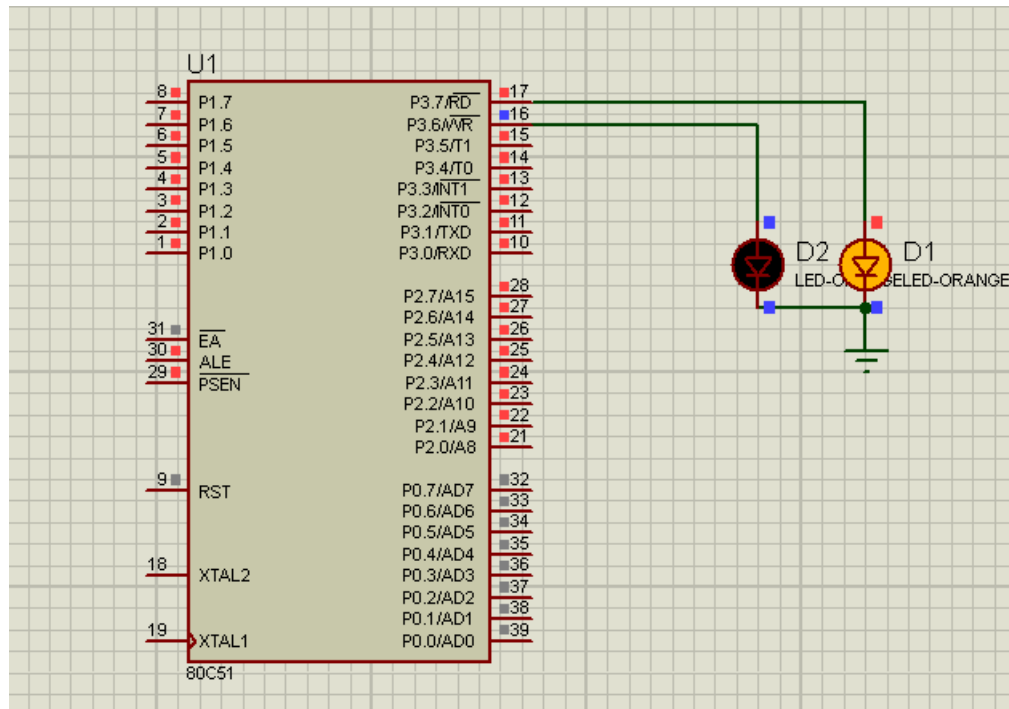 U1
8 P1.7
7 P1.6
6 P1.5
5 P1.4
4 P1.3
3 P1.2
2 P1.1
1 P1.0
31 EA
30 ALE
29 PSEN
9 RST
18 XTAL2
19 XTAL1
80C51
P3.7/RD 17
P3.6/WR 16
P3.5/T1 15
P3.4/T0 14
P3.3/INT1 13
P3.2/INT0 12
P3.1/TXD 11
P3.0/RXD 10
P2.7/A15 28
P2.6/A14 27
P2.5/A13 26
P2.4/A12 25
P2.3/A11 24
P2.2/A10 23
P2.1/A9 22
P2.0/A8 21
P0.7/AD7 32
P0.6/AD6 33
P0.5/AD5 34
P0.4/AD4 35
P0.3/AD3 36
P0.2/AD2 37
P0.1/AD1 38
P0.0/AD0 39
D2
D1
LED-ORANGE